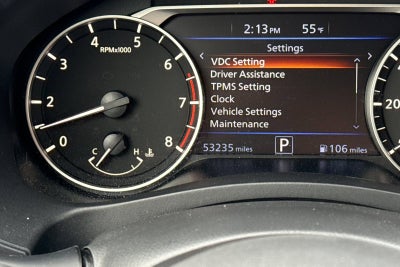 2:13 PM 55°F
Settings
VDC Setting
Driver Assistance
TPMS Setting
Clock
Vehicle Settings
Maintenance
53235 miles P 106 miles
RPMx1000
0
1
2
3
4
5
6
7
8
C H
20
0